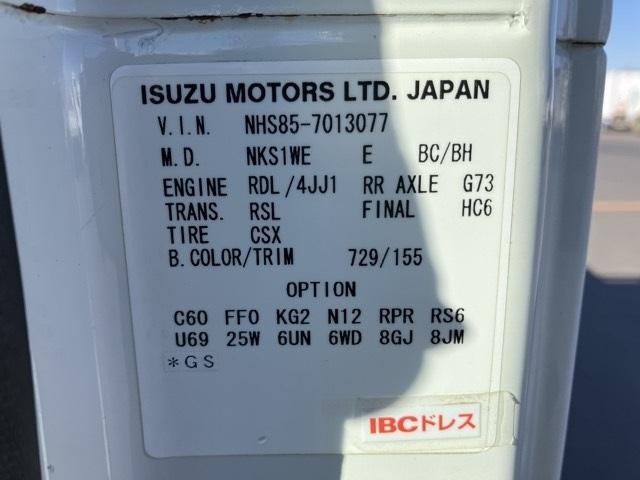 ISUZU MOTORS LTD. JAPAN
V.I.N. NHS85-7013077
M.D. NKS1WE E BC/BH
ENGINE RDL/4JJ1 RR AXLE G73
TRANS. RSL FINAL HC6
TIRE CSX
B.COLOR/TRIM 729/155
OPTION
C60 FF0 KG2 N12 RPR RS6
U69 25W 6UN 6WD 8GJ 8JM
*GS
IBCドレス